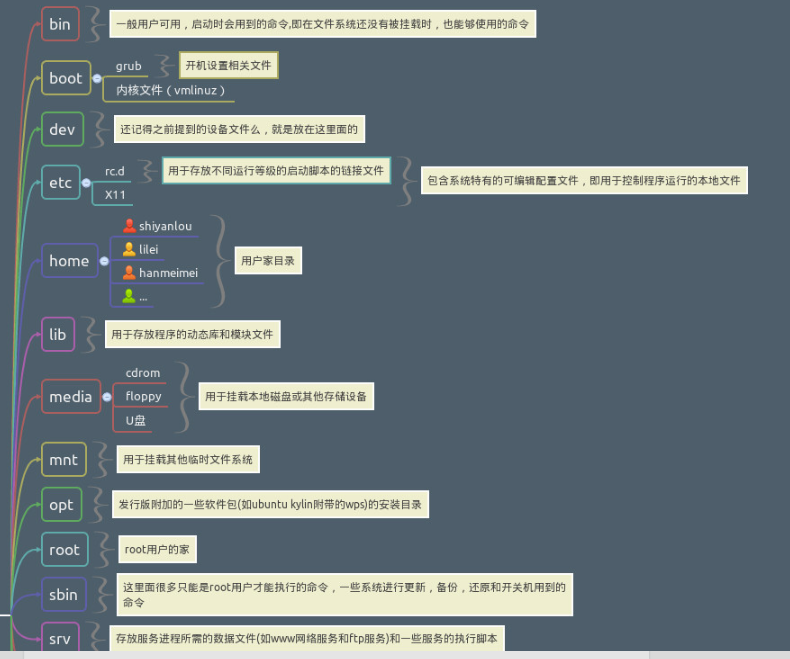 bin
一般用户可用，启动时会用到的命令,即在文件系统还没有被挂载时，也能够使用的命令
boot
grub
开机设置相关文件
内核文件（vmlinuz）
dev
还记得之前提到的设备文件么，就是放在这里面的
etc
rc.d
用于存放不同运行等级的启动脚本的链接文件
X11
包含系统特有的可编辑配置文件，即用于控制程序运行的本地文件
home
shiyanlou
lilei
hanmeimei
...
用户家目录
lib
用于存放程序的动态库和模块文件
media
cdrom
floppy
U盘
用于挂载本地磁盘或其他存储设备
mnt
用于挂载其他临时文件系统
opt
发行版附加的一些软件包(如ubuntu kylin附带的wps)的安装目录
root
root用户的家
sbin
这里面很多只能是root用户才能执行的命令，一些系统进行更新，备份，还原和开关机用到的
命令
srv
存放服务进程所需的数据文件(如www网络服务和ftp服务)和一些服务的执行脚本